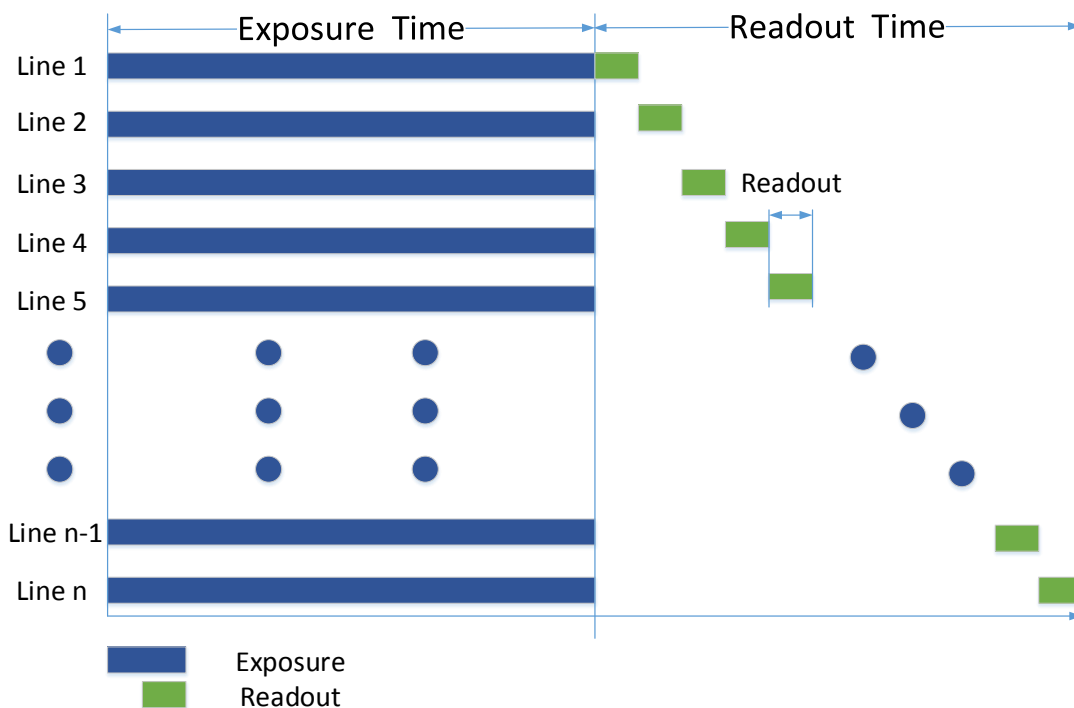 Exposure Time
Readout Time
Line 1
Line 2
Line 3
Readout
Line 4
Line 5
Line n-1
Line n
Exposure
Readout